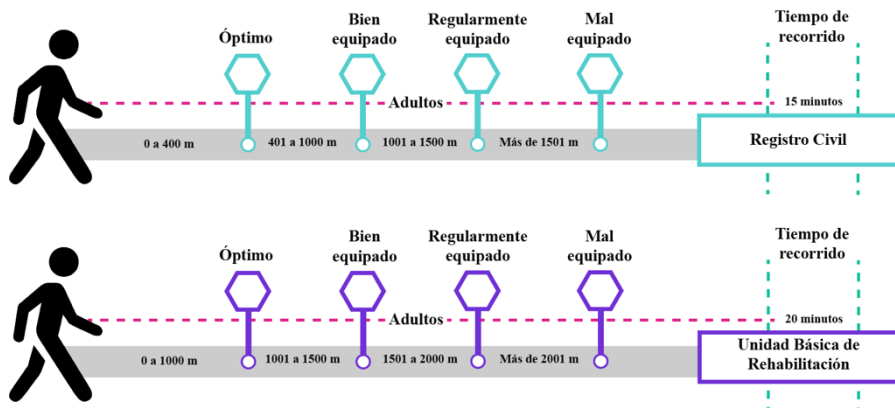 Óptimo
Bien
equipado
Regularmente
equipado
Mal
equipado
Tiempo de
recorrido
Adultos
15 minutos
0 a 400 m
401 a 1000 m
1001 a 1500 m
Más de 1501 m
Registro Civil
Óptimo
Bien
equipado
Regularmente
equipado
Mal
equipado
Tiempo de
recorrido
Adultos
20 minutos
0 a 1000 m
1001 a 1500 m
1501 a 2000 m
Más de 2001 m
Unidad Básica de
Rehabilitación